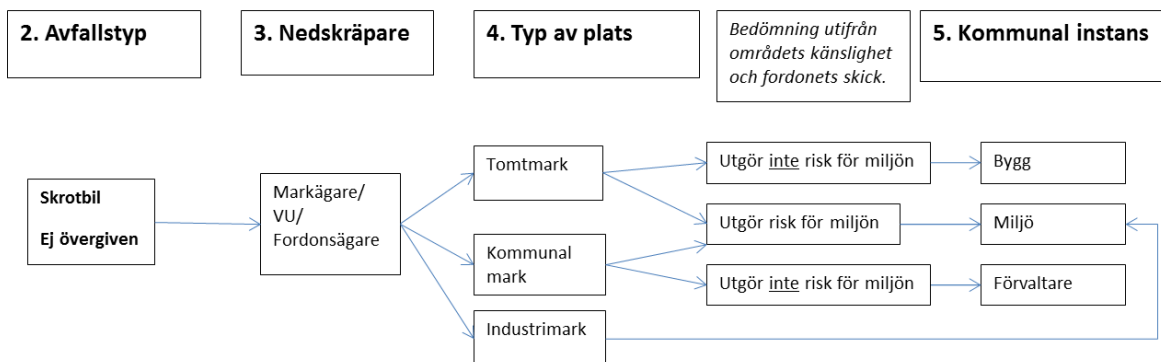 2. Avfallstyp
3. Nedskräpare
4. Typ av plats
Bedömning utifrån
områdets känslighet
och fordonets skick.
5. Kommunal instans
Skrotbil
Ej övergiven
Markägare/
VU/
Fordonsägare
Tomtmark
Kommunal
mark
Industrimark
Utgör inte risk för miljön
Utgör risk för miljön
Utgör inte risk för miljön
Bygg
Miljö
Förvaltare